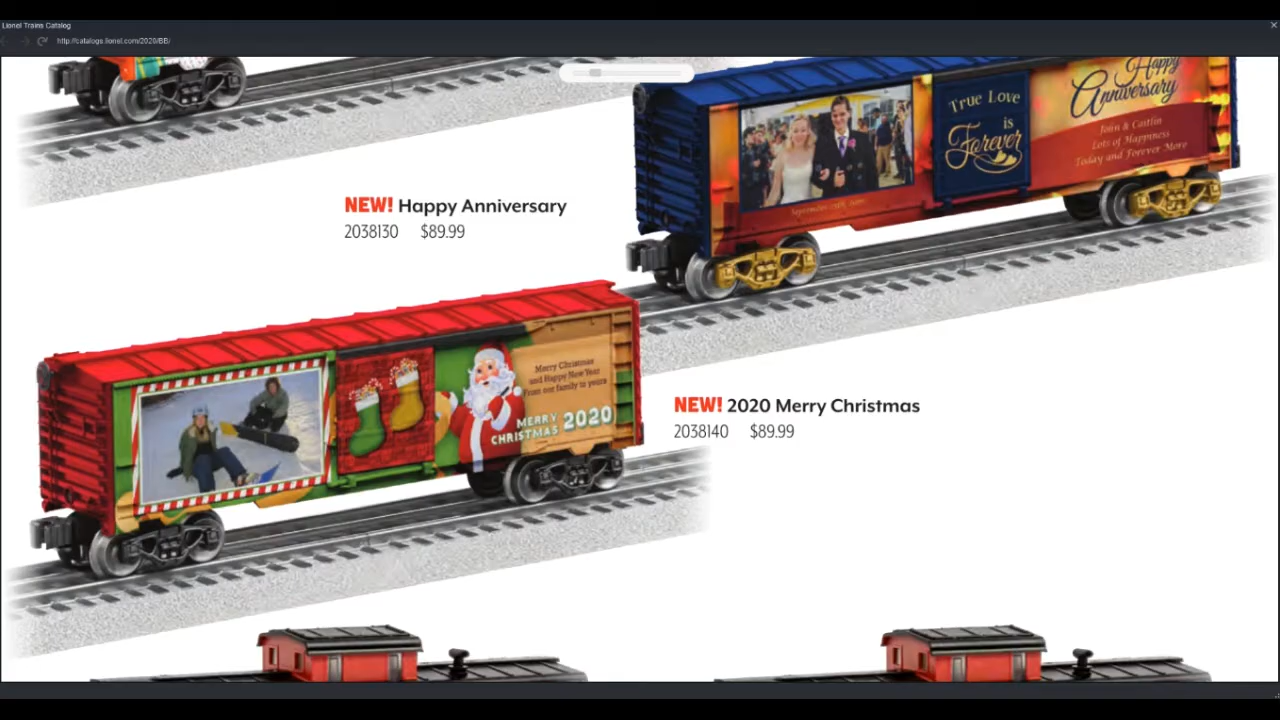 Lionel Trains Catalog
http://catalogs.lionel.com/2020/BB/
Happy
Anniversary
True Love
is
Forever
John & Caitlin
Lots of Happiness
Today and Forever More
NEW! Happy Anniversary
2038130 $89.99
Merry Christmas
and Happy New Year
From our family to yours
MERRY
CHRISTMAS 2020
NEW! 2020 Merry Christmas
2038140 $89.99